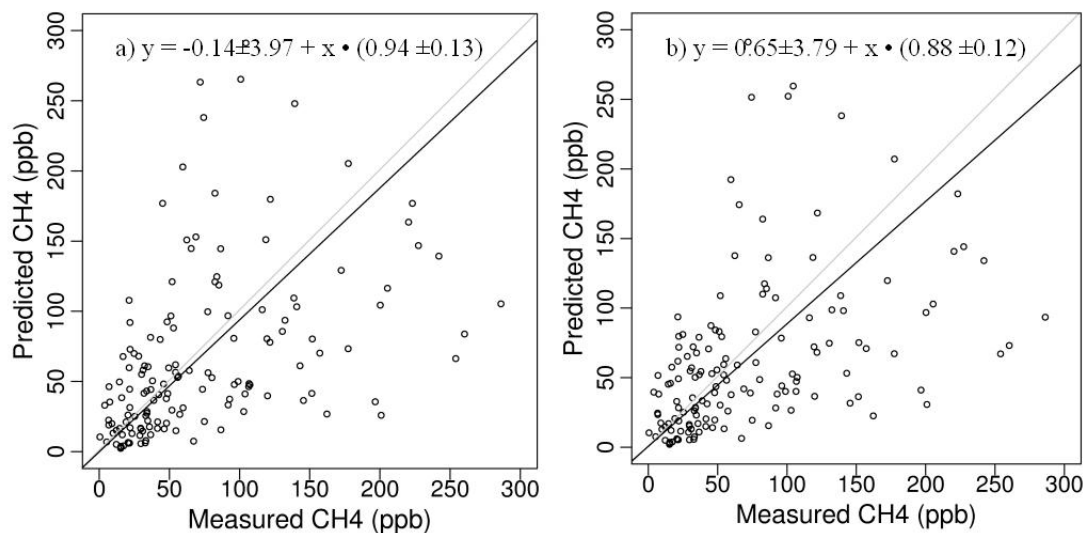 a) y = -0.14±3.97 + x • (0.94 ±0.13)
300
250
200
150
100
50
0
Predicted CH4 (ppb)
0 50 100 150 200 250 300
Measured CH4 (ppb)
b) y = 0.65±3.79 + x • (0.88 ±0.12)
300
250
200
150
100
50
0
Predicted CH4 (ppb)
0 50 100 150 200 250 300
Measured CH4 (ppb)